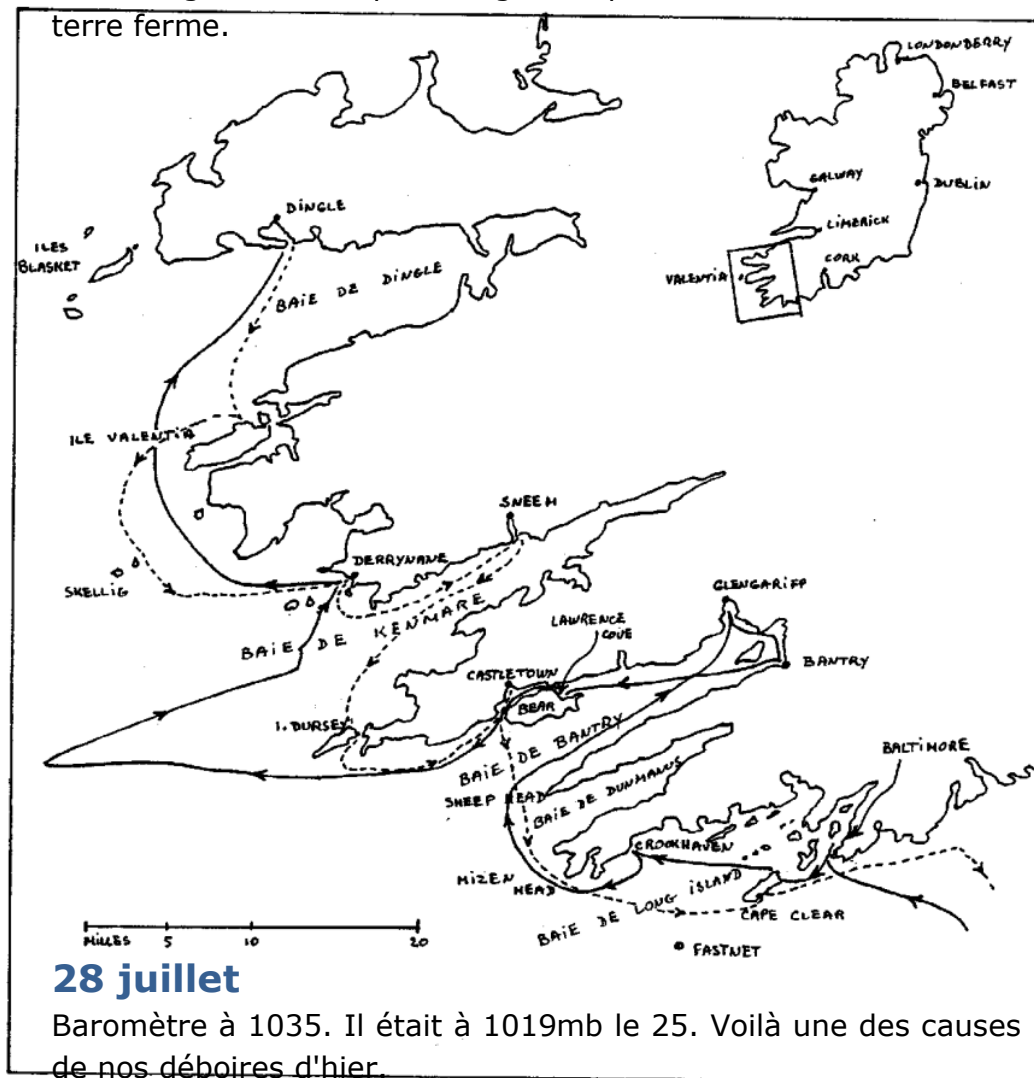 terre ferme.
LONDONDERRY
BELFAST
GALWAY
DUBLIN
LIMERICK
CORK
VALENTIA
DINGLE
ILES
BLASKET
BAIE DE DINGLE
ILE VALENTIA
SNEEM
DERRYNANE
SKELLIG
BAIE DE KENMARE
GLENGARIFF
LAWRENCE
COVE
BANTRY
CASTLETOWN
BEAR
I. DURSEY
BAIE DE BANTRY
BALTIMORE
SHEEP HEAD
BAIE DE DUNMANUS
CROOKHAVEN
MIZEN
HEAD
BAIE DE LONG ISLAND
CAPE CLEAR
FASTNET
MILLES 5 10 20
28 juillet
Baromètre à 1035. Il était à 1019mb le 25. Voilà une des causes
de nos déboires d'hier.